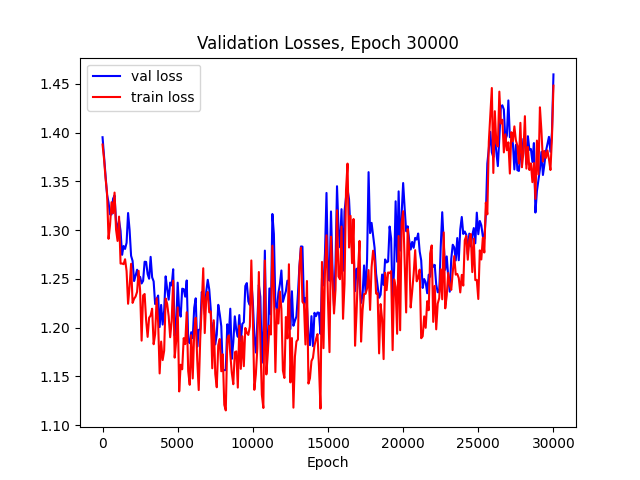 Validation Losses, Epoch 30000
val loss
train loss
1.45
1.40
1.35
1.30
1.25
1.20
1.15
1.10
0 5000 10000 15000 20000 25000 30000
Epoch